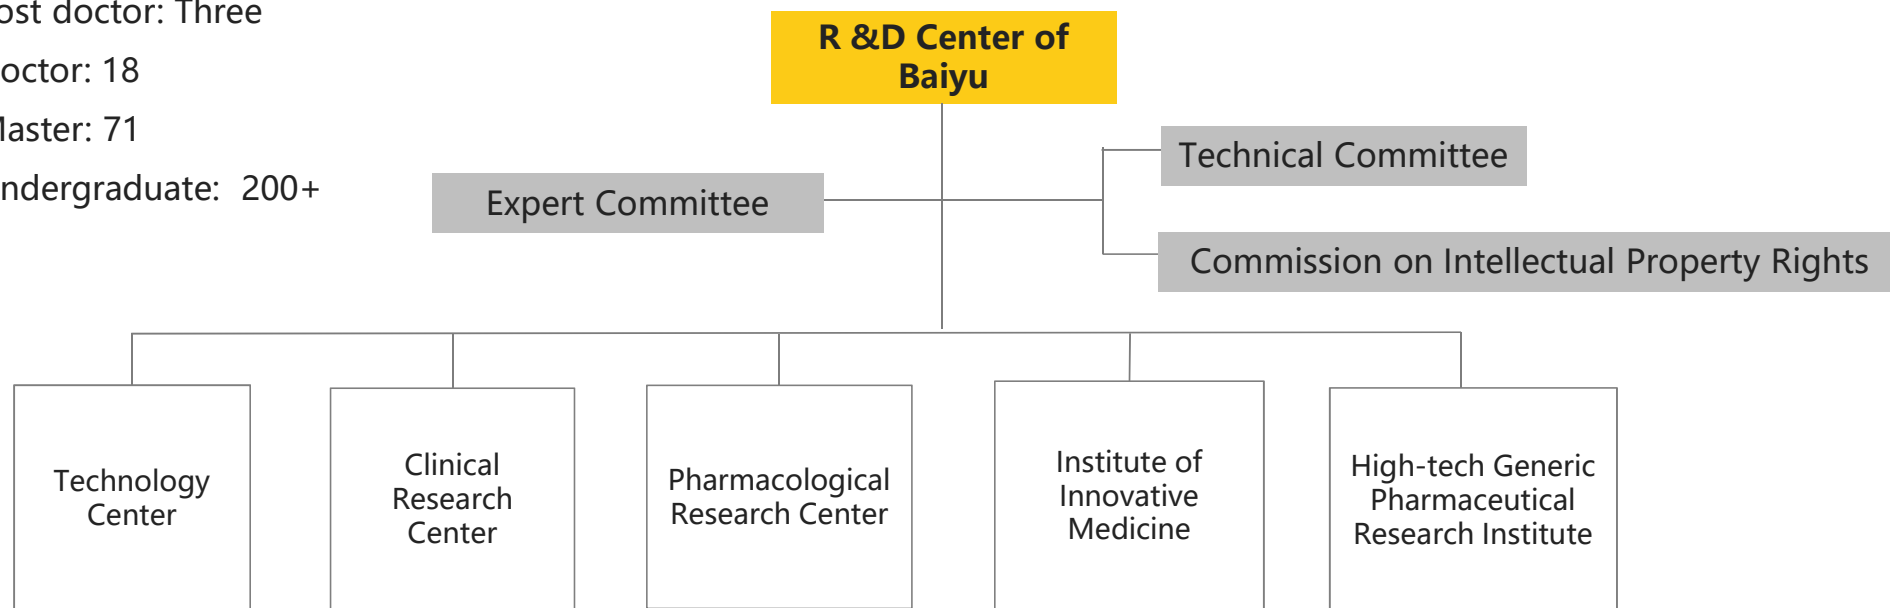 ost doctor: Three
octor: 18
aster: 71
ndergraduate: 200+
R &D Center of
Baiyu
Technical Committee
Expert Committee
Commission on Intellectual Property Rights
Technology
Center
Clinical
Research
Center
Pharmacological
Research Center
Institute of
Innovative
Medicine
High-tech Generic
Pharmaceutical
Research Institute